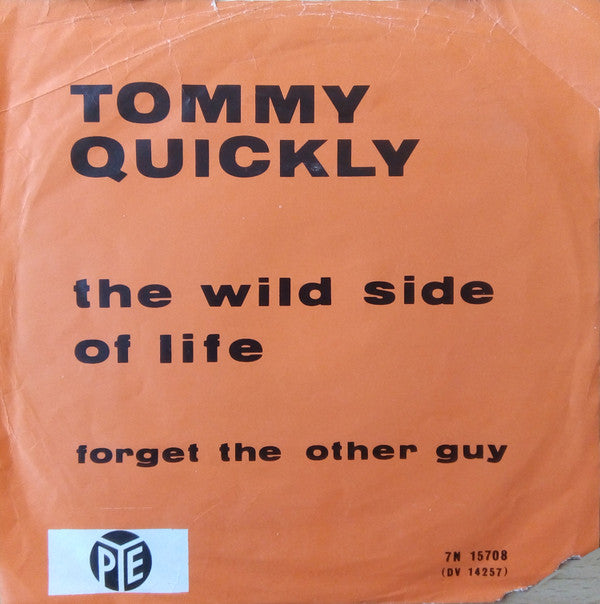 TOMMY
QUICKLY
the wild side
of life
forget the other guy
PYE
7N 15708
(DV 14257)